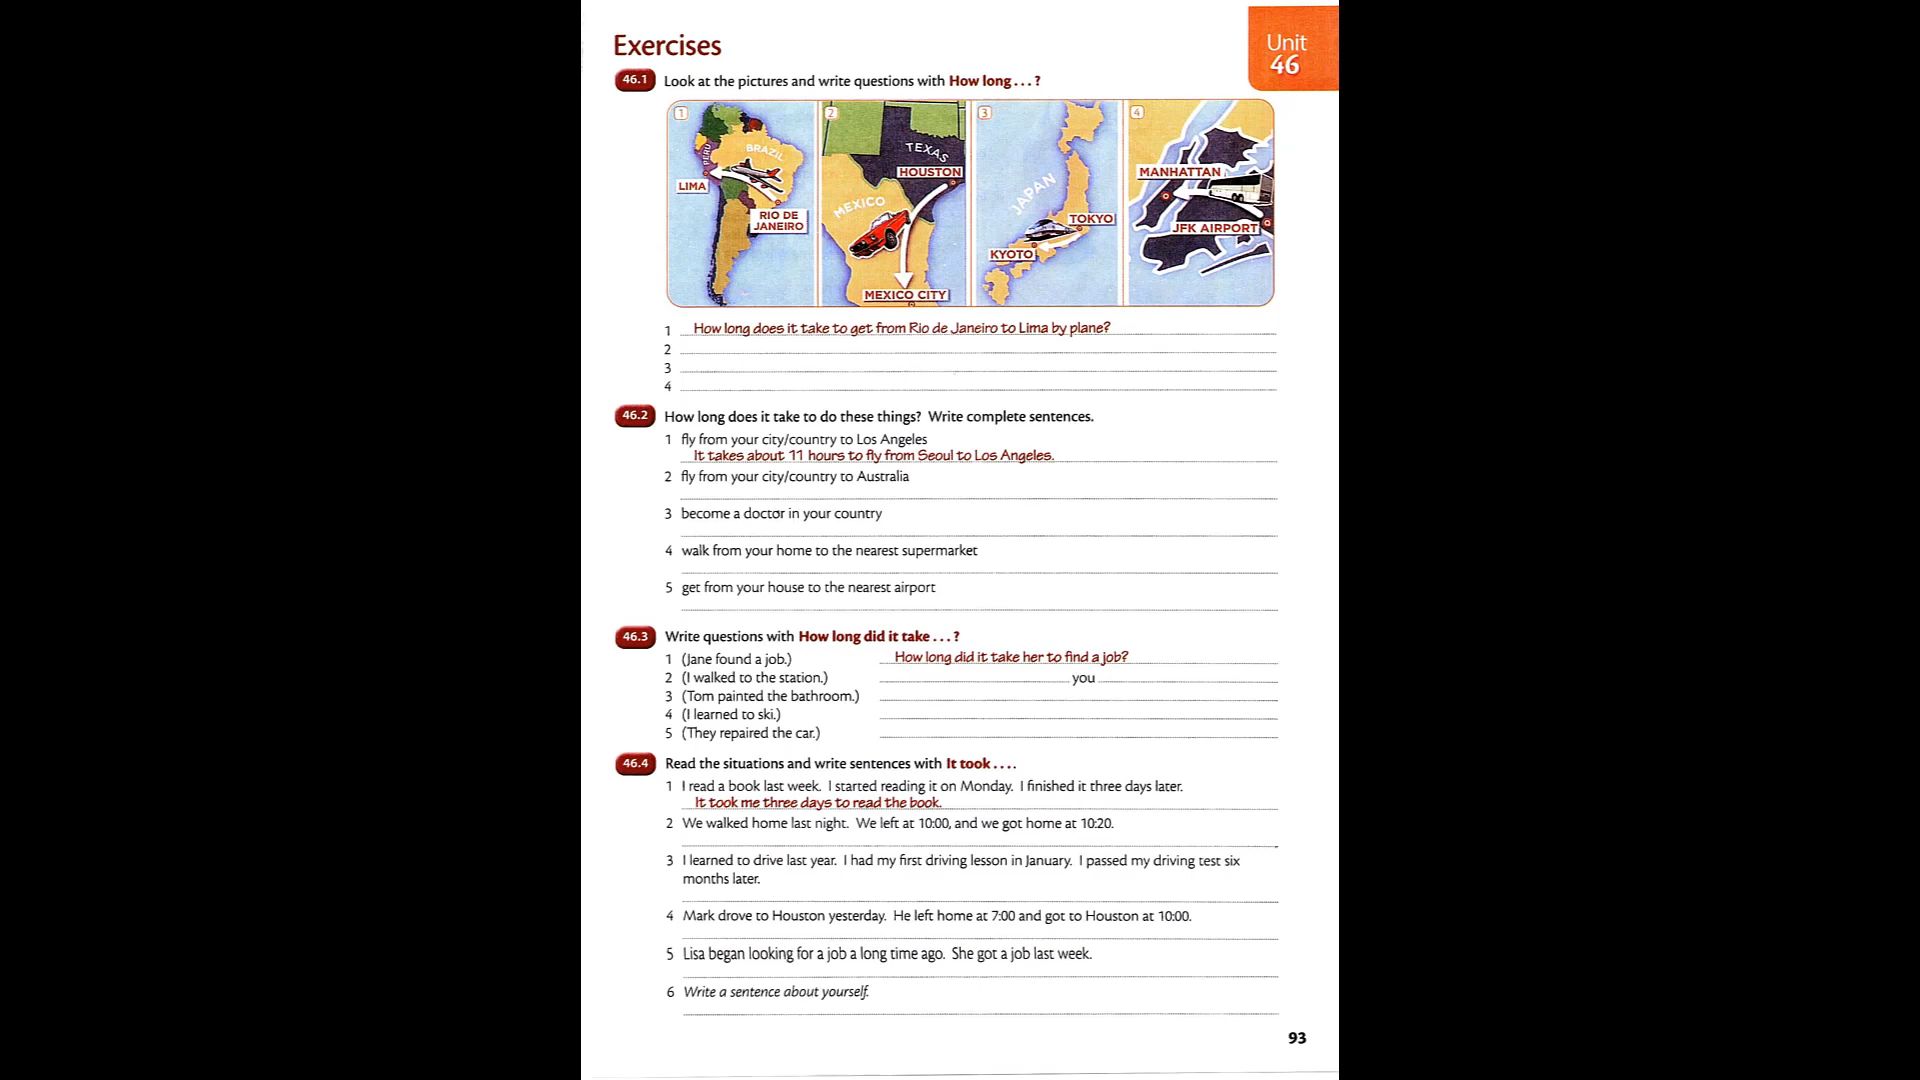 Exercises
Unit
46
46.1 Look at the pictures and write questions with How long . . . ?
1
PERU
BRAZIL
LIMA
RIO DE
JANEIRO
2
TEXAS
HOUSTON
MEXICO
MEXICO CITY
3
JAPAN
TOKYO
KYOTO
4
MANHATTAN
JFK AIRPORT
1 How long does it take to get from Rio de Janeiro to Lima by plane?
2
3
4
46.2 How long does it take to do these things? Write complete sentences.
1 fly from your city/country to Los Angeles
It takes about 11 hours to fly from Seoul to Los Angeles.
2 fly from your city/country to Australia
3 become a doctor in your country
4 walk from your home to the nearest supermarket
5 get from your house to the nearest airport
46.3 Write questions with How long did it take . . . ?
1 (Jane found a job.) How long did it take her to find a job?
2 (I walked to the station.) you
3 (Tom painted the bathroom.)
4 (I learned to ski.)
5 (They repaired the car.)
46.4 Read the situations and write sentences with It took . . . .
1 I read a book last week. I started reading it on Monday. I finished it three days later.
It took me three days to read the book.
2 We walked home last night. We left at 10:00, and we got home at 10:20.
3 I learned to drive last year. I had my first driving lesson in January. I passed my driving test six
months later.
4 Mark drove to Houston yesterday. He left home at 7:00 and got to Houston at 10:00.
5 Lisa began looking for a job a long time ago. She got a job last week.
6 Write a sentence about yourself.
93